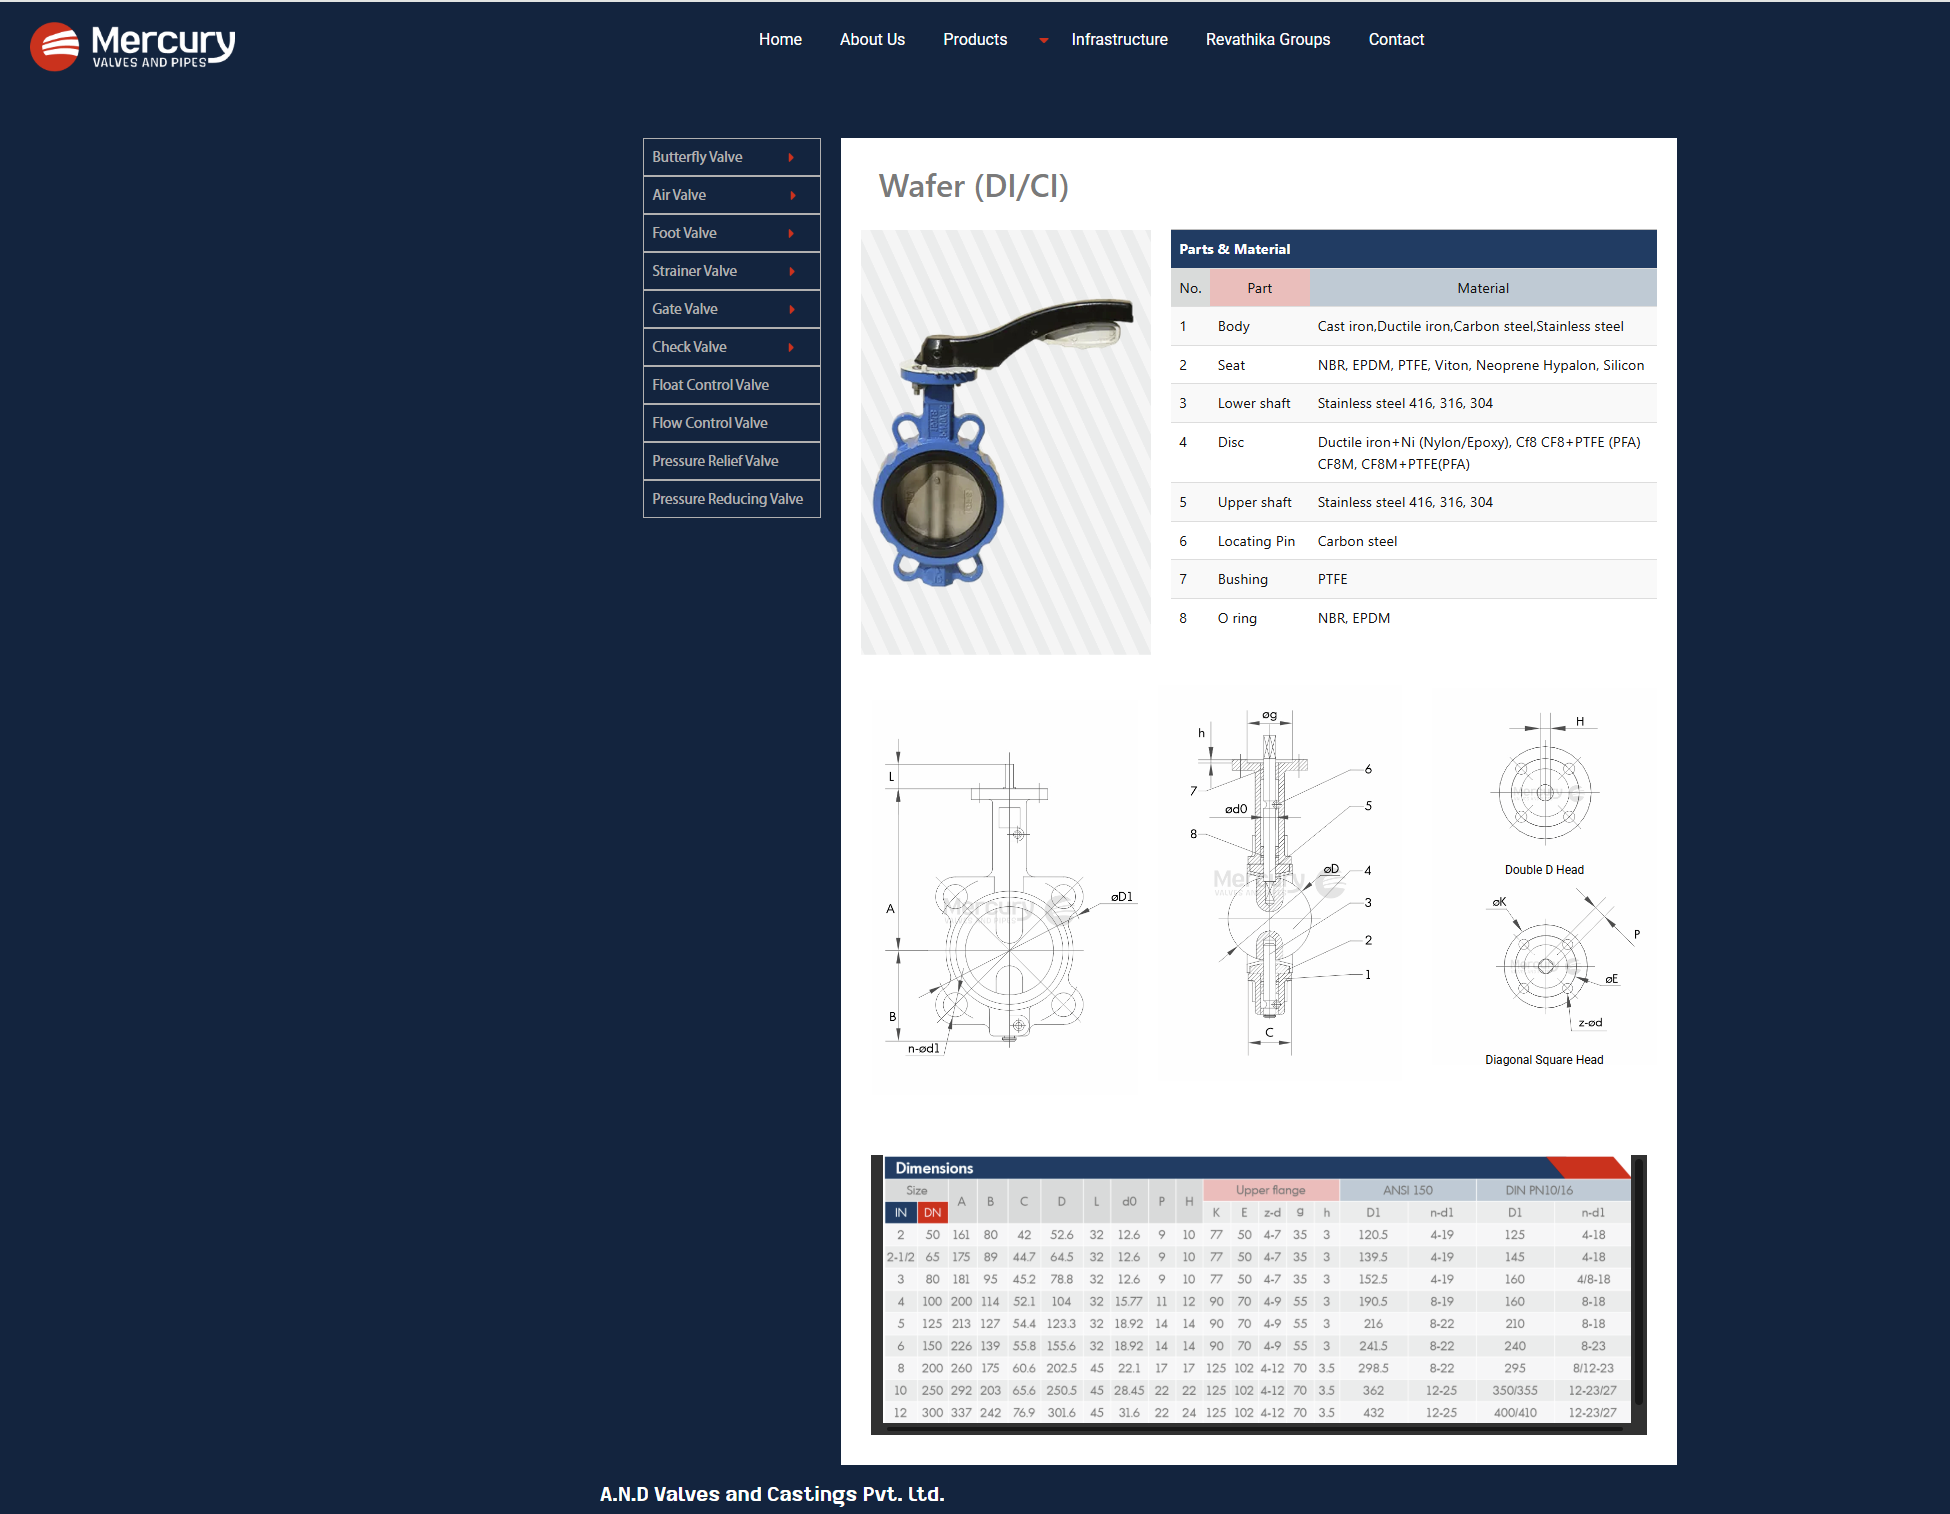 Mercury
VALVES AND PIPES
Home About Us Products Infrastructure Revathika Groups Contact
Butterfly Valve
Air Valve
Foot Valve
Strainer Valve
Gate Valve
Check Valve
Float Control Valve
Flow Control Valve
Pressure Relief Valve
Pressure Reducing Valve
Wafer (DI/CI)
Parts & Material
No. Part Material
1 Body Cast iron,Ductile iron,Carbon steel,Stainless steel
2 Seat NBR, EPDM, PTFE, Viton, Neoprene Hypalon, Silicon
3 Lower shaft Stainless steel 416, 316, 304
4 Disc Ductile iron+Ni (Nylon/Epoxy), Cf8 CF8+PTFE (PFA)
CF8M, CF8M+PTFE(PFA)
5 Upper shaft Stainless steel 416, 316, 304
6 Locating Pin Carbon steel
7 Bushing PTFE
8 O ring NBR, EPDM
L
A
B
øD1
n-ød1
Mercury
VALVES AND PIPES
øg
h
7
ød0
8
6
5
øD
4
3
2
1
C
Mercury
VALVES AND PIPES
H
Mercury
Double D Head
øK
P
øE
z-ød
Diagonal Square Head
Dimensions
Size A B C D L d0 P H Upper flange ANSI 150 DIN PN10/16
IN DN K E z-d g h D1 n-d1 D1 n-d1
2 50 161 80 42 52.6 32 12.6 9 10 77 50 4-7 35 3 120.5 4-19 125 4-18
2-1/2 65 175 89 44.7 64.5 32 12.6 9 10 77 50 4-7 35 3 139.5 4-19 145 4-18
3 80 181 95 45.2 78.8 32 12.6 9 10 77 50 4-7 35 3 152.5 4-19 160 4/8-18
4 100 200 114 52.1 104 32 15.77 11 12 90 70 4-9 55 3 190.5 8-19 160 8-18
5 125 213 127 54.4 123.3 32 18.92 14 14 90 70 4-9 55 3 216 8-22 210 8-18
6 150 226 139 55.8 155.6 32 18.92 14 14 90 70 4-9 55 3 241.5 8-22 240 8-23
8 200 260 175 60.6 202.5 45 22.1 17 17 125 102 4-12 70 3.5 298.5 8-22 295 8/12-23
10 250 292 203 65.6 250.5 45 28.45 22 22 125 102 4-12 70 3.5 362 12-25 350/355 12-23/27
12 300 337 242 76.9 301.6 45 31.6 22 24 125 102 4-12 70 3.5 432 12-25 400/410 12-23/27
A.N.D Valves and Castings Pvt. Ltd.